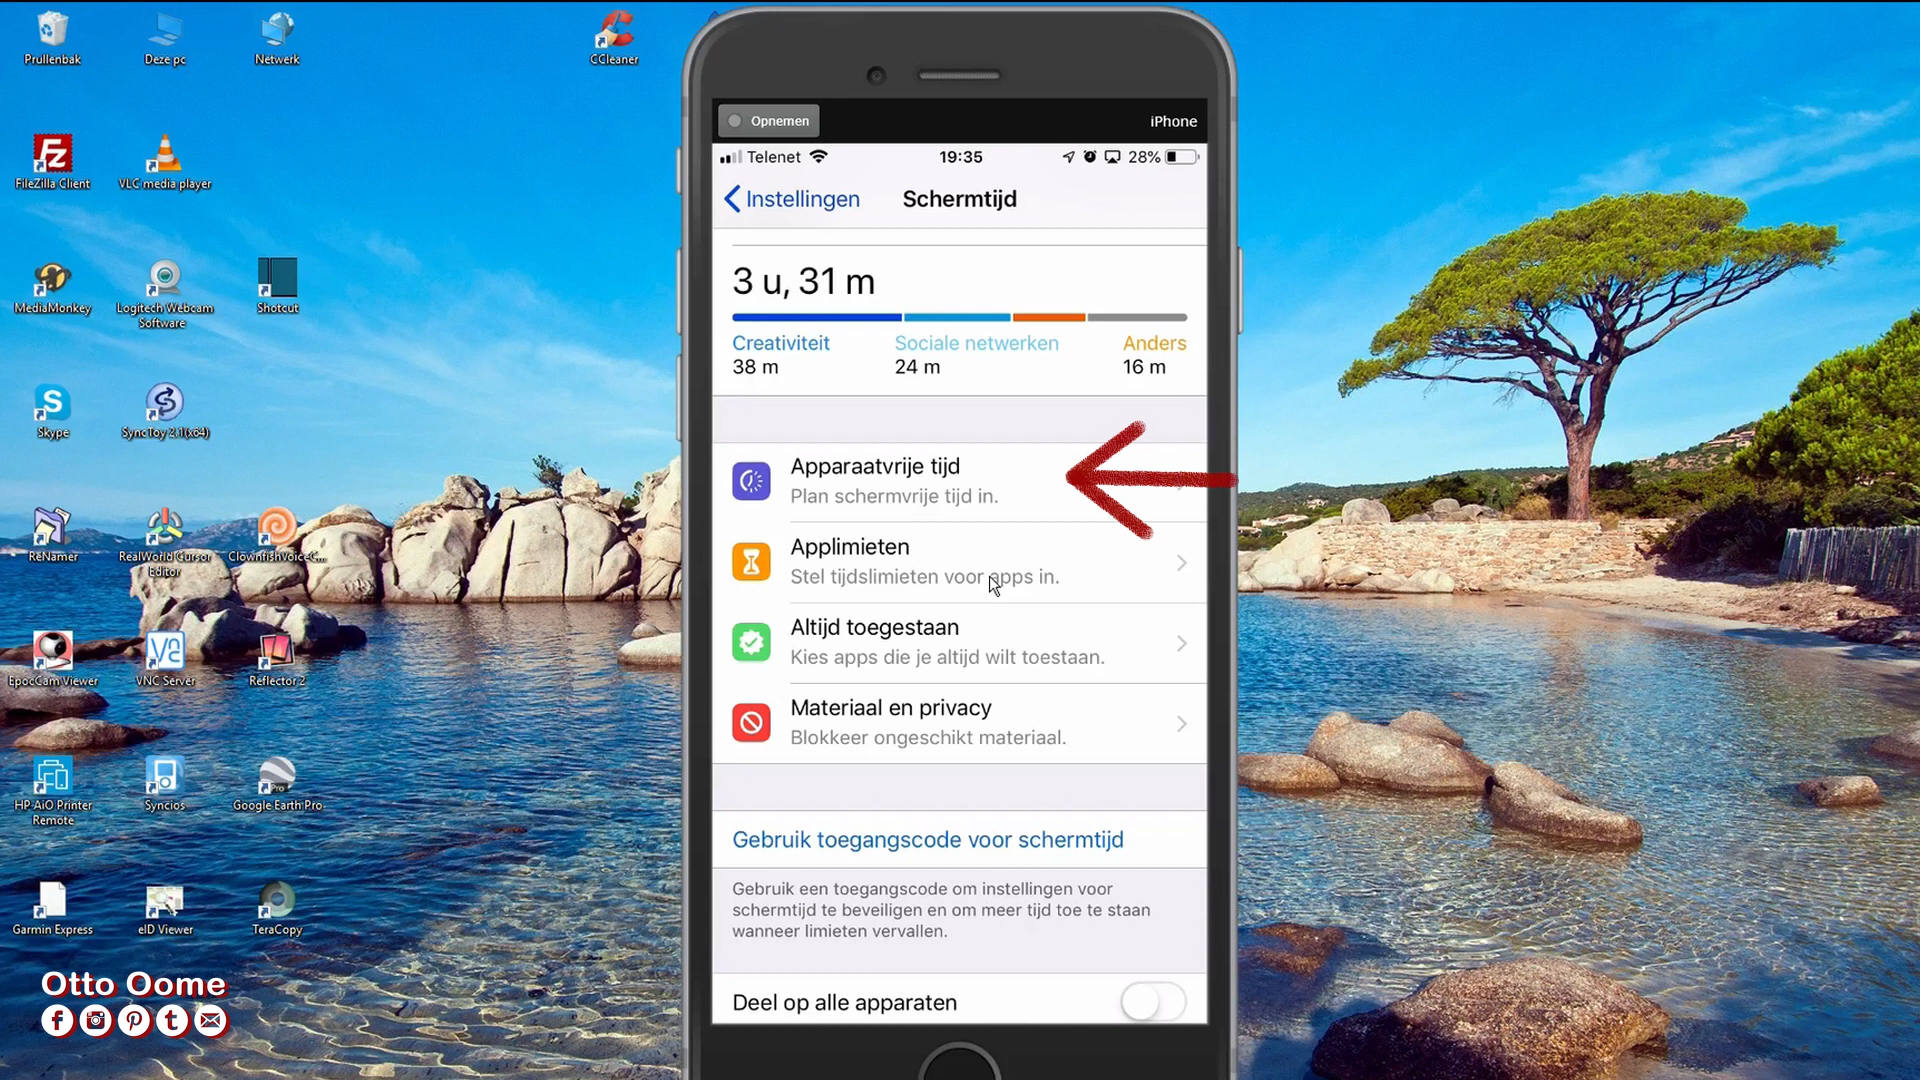 Prullenbak
Deze pc
Netwerk
CCleaner
FileZilla Client
VLC media player
MediaMonkey
Logitech Webcam
Software
Shotcut
Skype
SyncToy 2.1(x64)
ReNamer
RealWorld Cursor
Editor
ClownfishVoiceC...
EpocCam Viewer
VNC Server
Reflector 2
HP AiO Printer
Remote
Syncios
Google Earth Pro
Garmin Express
eID Viewer
TeraCopy
Otto Oome
Opnemen
iPhone
Telenet
19:35
28%
Instellingen
Schermtijd
3 u, 31 m
Creativiteit
Sociale netwerken
Anders
38 m
24 m
16 m
Apparaatvrije tijd
Plan schermvrije tijd in.
Applimieten
Stel tijdslimieten voor apps in.
Altijd toegestaan
Kies apps die je altijd wilt toestaan.
Materiaal en privacy
Blokkeer ongeschikt materiaal.
Gebruik toegangscode voor schermtijd
Gebruik een toegangscode om instellingen voor
schermtijd te beveiligen en om meer tijd toe te staan
wanneer limieten vervallen.
Deel op alle apparaten